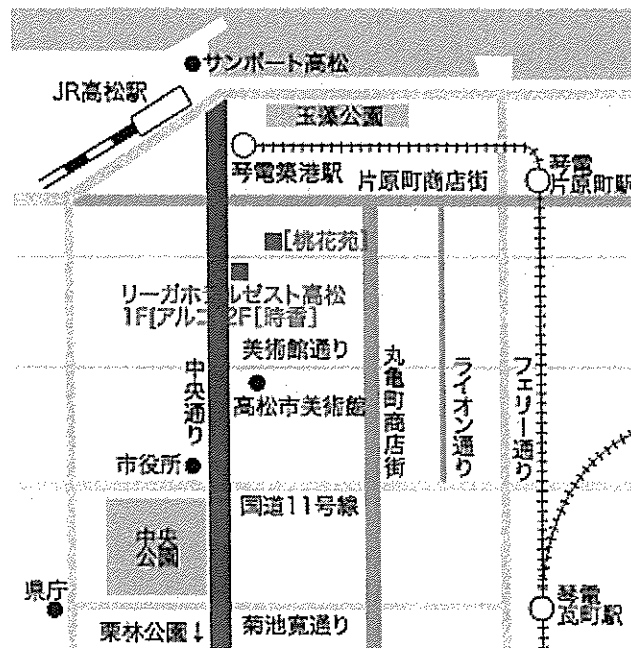 サンポート高松
JR高松駅
玉藻公園
琴電築港駅
片原町商店街
琴電
片原町駅
[桃花苑]
リーガホテルゼスト高松
1F[アルコ 2F[時香]
美術館通り
中央通り
高松市美術館
丸亀町商店街
ライオン通り
フェリー通り
市役所
国道11号線
中央
公園
県庁
琴電
瓦町駅
栗林公園↓
菊池寛通り